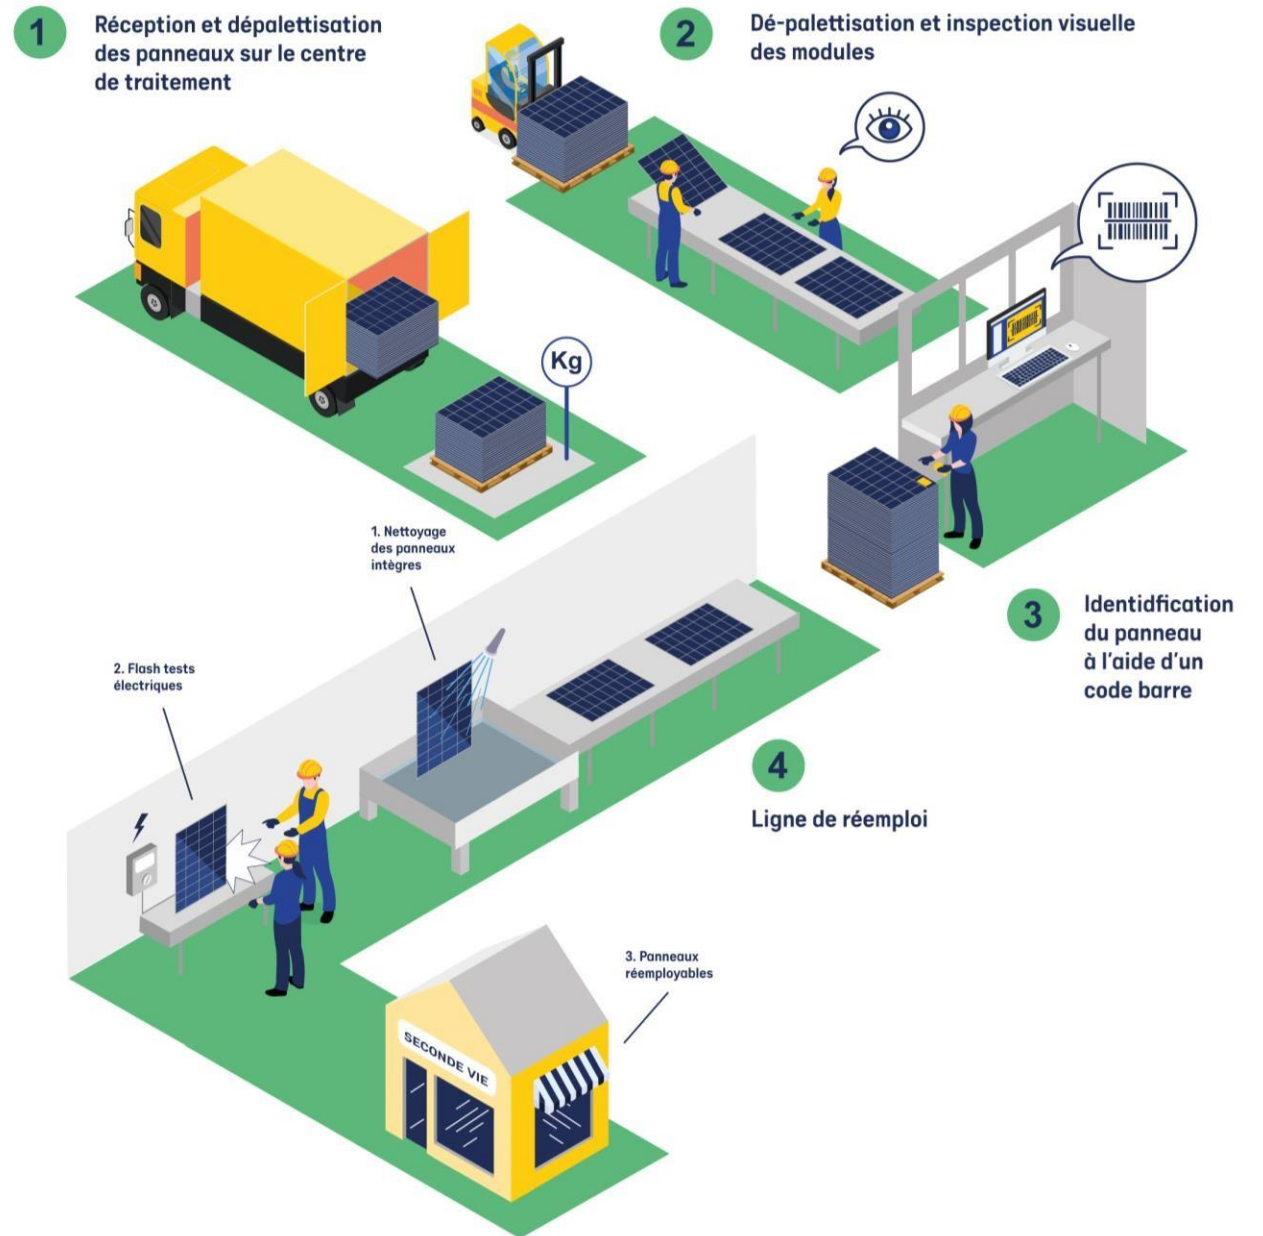 1
Réception et dépalettisation
des panneaux sur le centre
de traitement
2
Dé-palettisation et inspection visuelle
des modules
Kg
3
Identidfication
du panneau
à l'aide d'un
code barre
4
Ligne de réemploi
1. Nettoyage
des panneaux
intègres
2. Flash tests
électriques
3. Panneaux
réemployables
SECONDE VIE